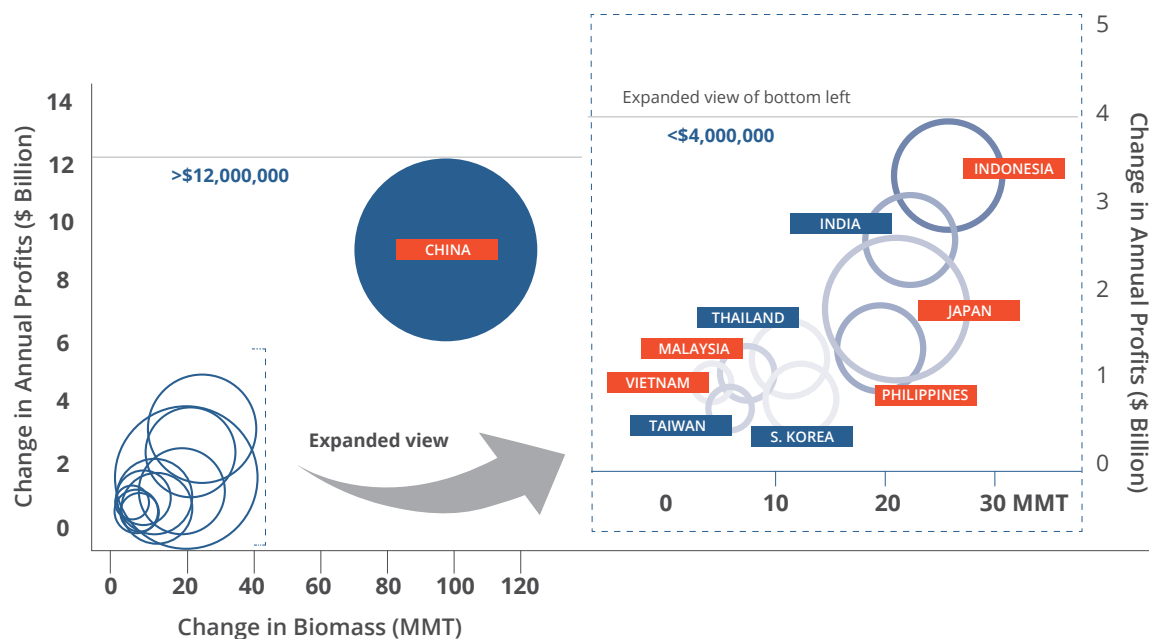 Change in Annual Profits ($ Billion)
14
12
10
8
6
4
2
0
>$12,000,000
CHINA
Expanded view
0
20
40
60
80
100
120
Change in Biomass (MMT)
Expanded view of bottom left
<$4,000,000
INDONESIA
INDIA
JAPAN
THAILAND
MALAYSIA
VIETNAM
PHILIPPINES
TAIWAN
S. KOREA
0
10
20
30 MMT
5
4
3
2
1
0
Change in Annual Profits ($ Billion)